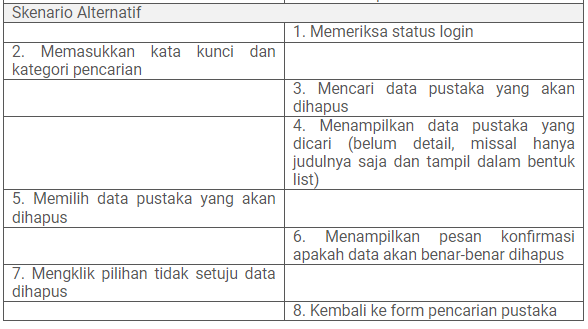 Skenario Alternatif
1. Memeriksa status login
2. Memasukkan kata kunci dan
kategori pencarian
3. Mencari data pustaka yang akan
dihapus
4. Menampilkan data pustaka yang
dicari (belum detail, missal hanya
judulnya saja dan tampil dalam bentuk
list)
5. Memilih data pustaka yang akan
dihapus
6. Menampilkan pesan konfirmasi
apakah data akan benar-benar dihapus
7. Mengklik pilihan tidak setuju data
dihapus
8. Kembali ke form pencarian pustaka